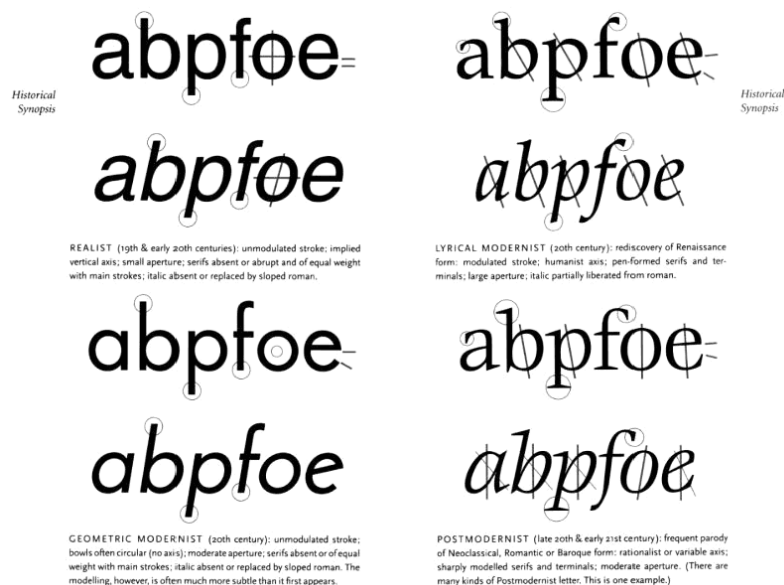 abpfoe
Historical
Synopsis
abpfoe
REALIST (19th & early 20th centuries): unmodulated stroke; implied
vertical axis; small aperture; serifs absent or abrupt and of equal weight
with main strokes; italic absent or replaced by sloped roman.
abpfoe
abpfoe
GEOMETRIC MODERNIST (20th century): unmodulated stroke;
bowls often circular (no axis); moderate aperture; serifs absent or of equal
weight with main strokes; italic absent or replaced by sloped roman. The
modelling, however, is often much more subtle than it first appears.
abpfoe
Historical
Synopsis
abpfoe
LYRICAL MODERNIST (20th century): rediscovery of Renaissance
form: modulated stroke; humanist axis; pen-formed serifs and ter-
minals; large aperture; italic partially liberated from roman.
abpfoe
abpfoe
POSTMODERNIST (late 20th & early 21st century): frequent parody
of Neoclassical, Romantic or Baroque form: rationalist or variable axis;
sharply modelled serifs and terminals; moderate aperture. (There are
many kinds of Postmodernist letter. This is one example.)